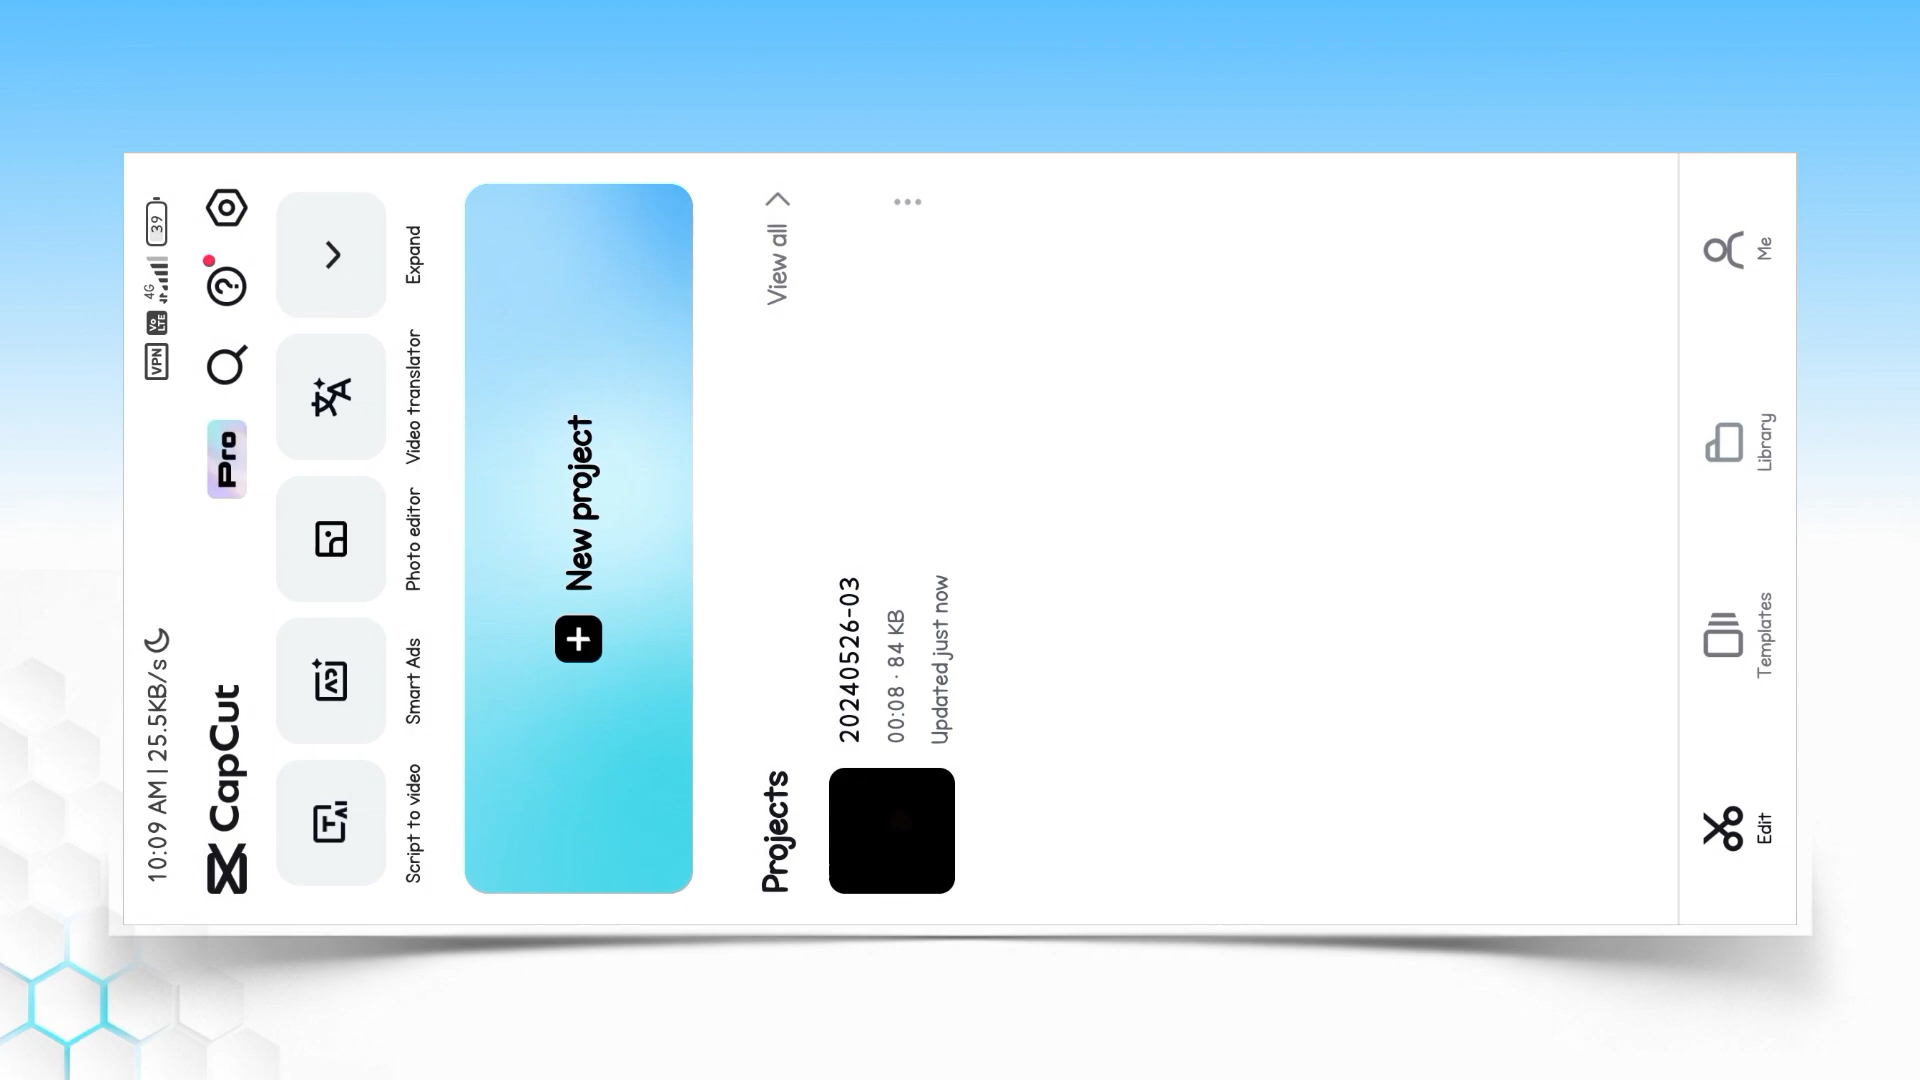 10:09 AM | 25.5KB/s
VPN
Vo LTE
4G
39
CapCut
Pro
Script to video
Smart Ads
Photo editor
Video translator
Expand
New project
Projects
View all
20240526-03
00:08 · 84 KB
Updated just now
Edit
Templates
Library
Me